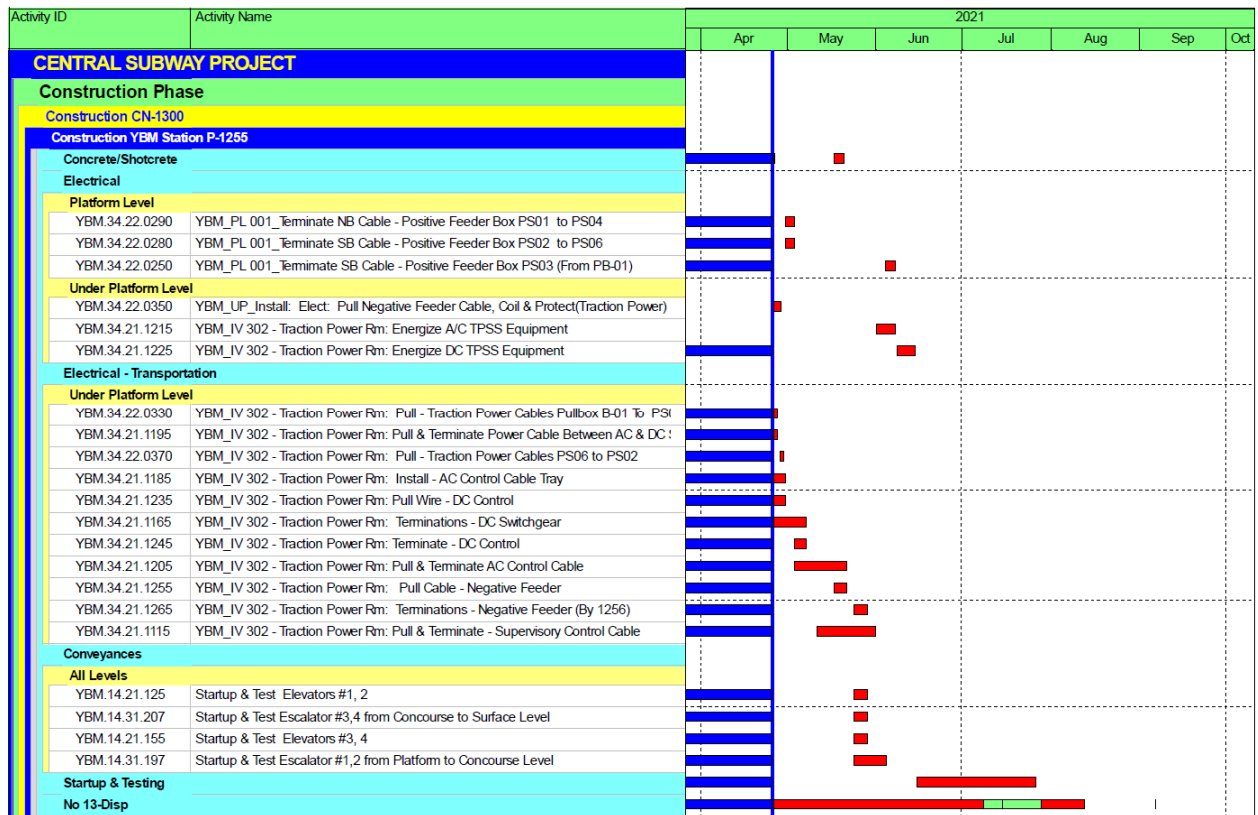 Activity ID Activity Name 2021
Apr May Jun Jul Aug Sep Oct
CENTRAL SUBWAY PROJECT
Construction Phase
Construction CN-1300
Construction YBM Station P-1255
Concrete/Shotcrete
Electrical
Platform Level
YBM.34.22.0290 YBM_PL 001_Terminate NB Cable - Positive Feeder Box PS01 to PS04
YBM.34.22.0280 YBM_PL 001_Terminate SB Cable - Positive Feeder Box PS02 to PS06
YBM.34.22.0250 YBM_PL 001_Termimate SB Cable - Positive Feeder Box PS03 (From PB-01)
Under Platform Level
YBM.34.22.0350 YBM_UP_Install: Elect: Pull Negative Feeder Cable, Coil & Protect(Traction Power)
YBM.34.21.1215 YBM_IV 302 - Traction Power Rm: Energize A/C TPSS Equipment
YBM.34.21.1225 YBM_IV 302 - Traction Power Rm: Energize DC TPSS Equipment
Electrical - Transportation
Under Platform Level
YBM.34.22.0330 YBM_IV 302 - Traction Power Rm: Pull - Traction Power Cables Pullbox B-01 To
YBM.34.21.1195 YBM_IV 302 - Traction Power Rm: Pull & Terminate Power Cable Between AC & DC
YBM.34.22.0370 YBM_IV 302 - Traction Power Rm: Pull - Traction Power Cables PS06 to PS02
YBM.34.21.1185 YBM_IV 302 - Traction Power Rm: Install - AC Control Cable Tray
YBM.34.21.1235 YBM_IV 302 - Traction Power Rm: Pull Wire - DC Control
YBM.34.21.1165 YBM_IV 302 - Traction Power Rm: Terminations - DC Switchgear
YBM.34.21.1245 YBM_IV 302 - Traction Power Rm: Terminate - DC Control
YBM.34.21.1205 YBM_IV 302 - Traction Power Rm: Pull & Terminate AC Control Cable
YBM.34.21.1255 YBM_IV 302 - Traction Power Rm: Pull Cable - Negative Feeder
YBM.34.21.1265 YBM_IV 302 - Traction Power Rm: Terminations - Negative Feeder (By 1256)
YBM.34.21.1115 YBM_IV 302 - Traction Power Rm: Pull & Terminate - Supervisory Control Cable
Conveyances
All Levels
YBM.14.21.125 Startup & Test Elevators #1, 2
YBM.14.31.207 Startup & Test Escalator #3,4 from Concourse to Surface Level
YBM.14.21.155 Startup & Test Elevators #3, 4
YBM.14.31.197 Startup & Test Escalator #1,2 from Platform to Concourse Level
Startup & Testing
No 13-Disp